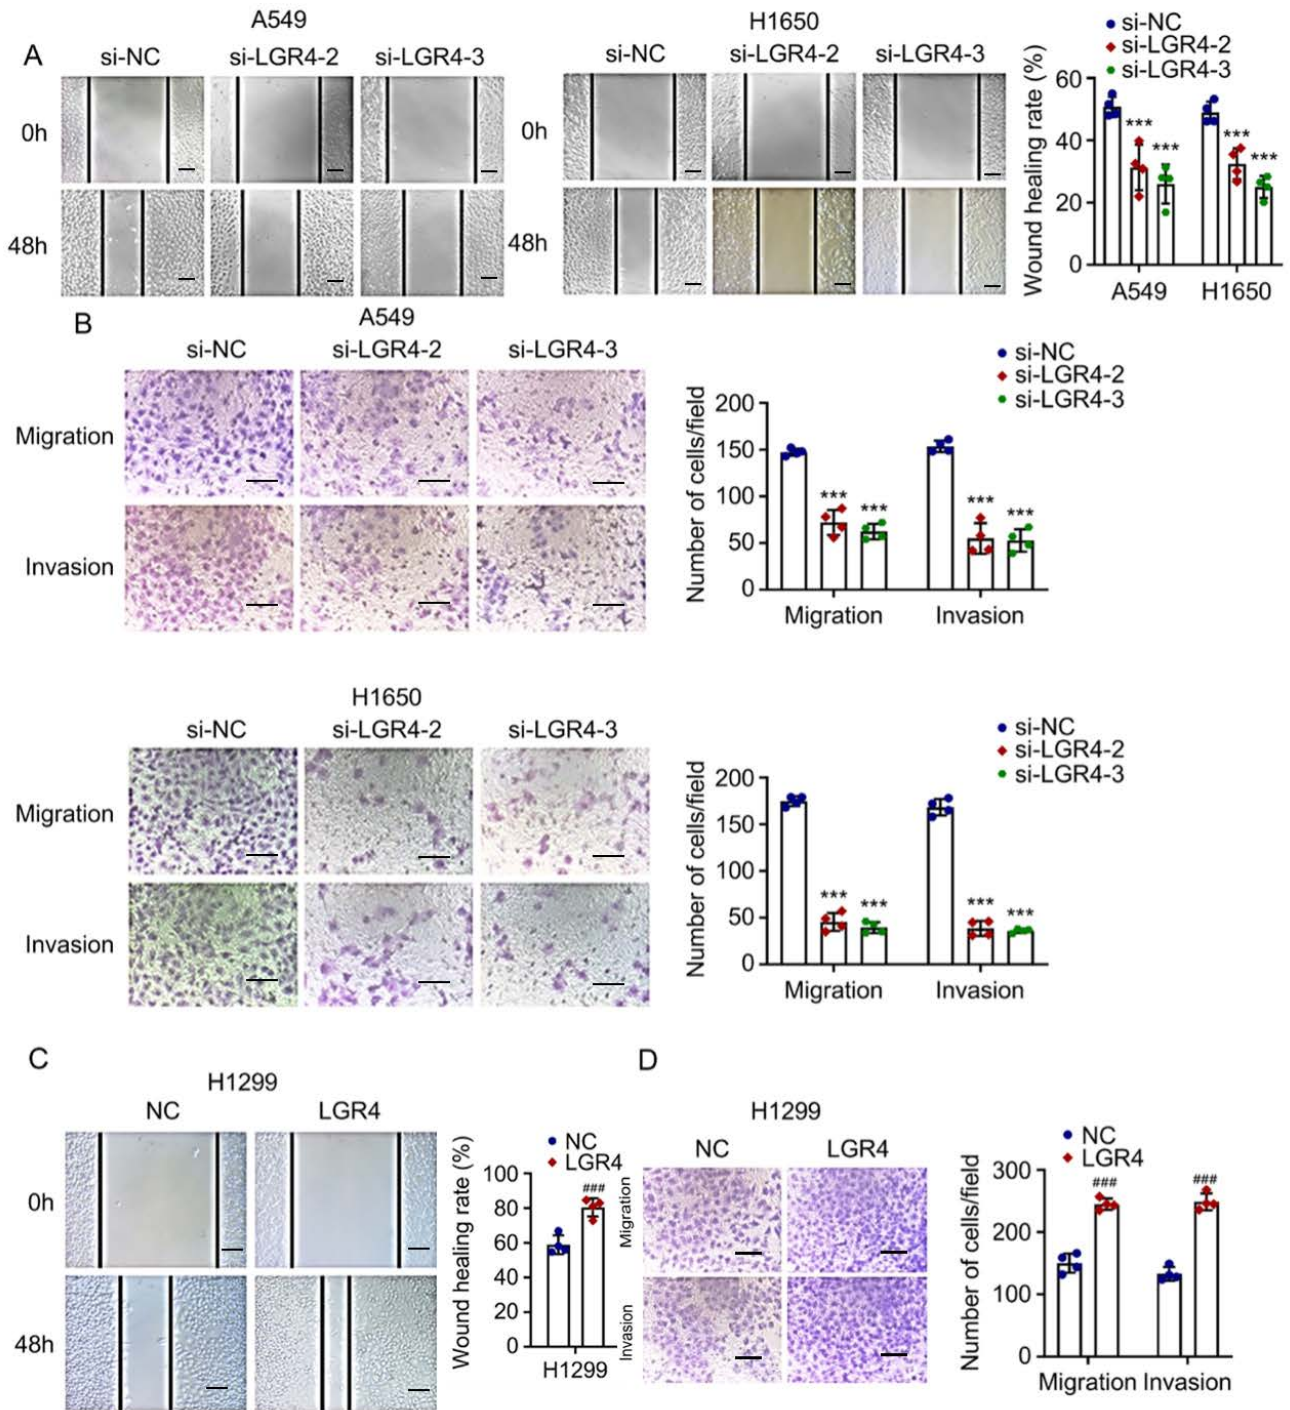 A
A549
si-NC si-LGR4-2 si-LGR4-3
0h
48h
H1650
si-NC si-LGR4-2 si-LGR4-3
0h
48h
si-NC
si-LGR4-2
si-LGR4-3
Wound healing rate (%)
60
40
20
0
***
***
***
***
A549 H1650
B
A549
si-NC si-LGR4-2 si-LGR4-3
Migration
Invasion
si-NC
si-LGR4-2
si-LGR4-3
Number of cells/field
200
150
100
50
0
***
***
***
***
Migration Invasion
H1650
si-NC si-LGR4-2 si-LGR4-3
Migration
Invasion
si-NC
si-LGR4-2
si-LGR4-3
Number of cells/field
200
150
100
50
0
***
***
***
***
Migration Invasion
C
H1299
NC LGR4
0h
48h
NC
LGR4
Wound healing rate (%)
100
80
60
40
20
0
###
H1299
D
H1299
NC LGR4
Migration
Invasion
NC
LGR4
Number of cells/field
300
200
100
0
###
###
Migration Invasion